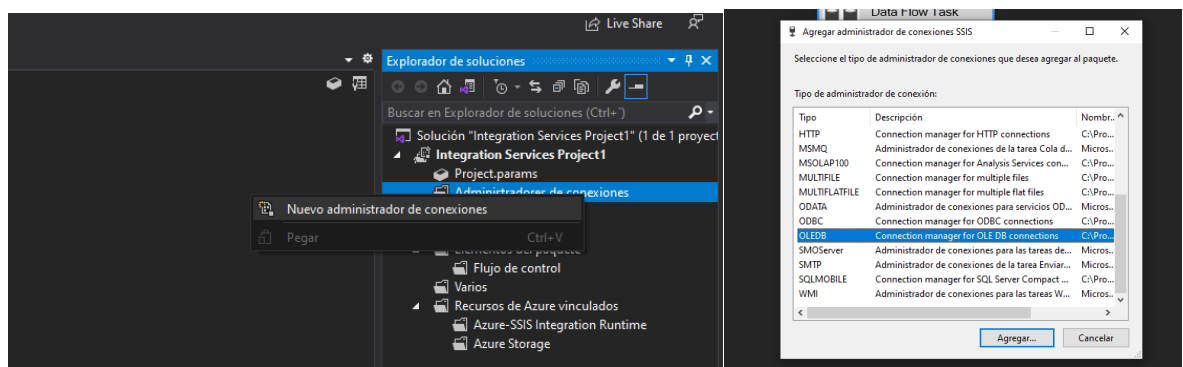 Live Share
Explorador de soluciones
Buscar en Explorador de soluciones (Ctrl+¨)
Solución "Integration Services Project1" (1 de 1 proyect
Integration Services Project1
Project.params
Administradores de conexiones
Nuevo administrador de conexiones
Pegar Ctrl+V
Elementos del paquete
Flujo de control
Varios
Recursos de Azure vinculados
Azure-SSIS Integration Runtime
Azure Storage
Data Flow Task
Agregar administrador de conexiones SSIS
Seleccione el tipo de administrador de conexiones que desea agregar al paquete.
Tipo de administrador de conexión:
Tipo Descripción Nombr...
HTTP Connection manager for HTTP connections C:\Pro...
MSMQ Administrador de conexiones de la tarea Cola d... Micros...
MSOLAP100 Connection manager for Analysis Services con... C:\Pro...
MULTIFILE Connection manager for multiple files C:\Pro...
MULTIFLATFILE Connection manager for multiple flat files C:\Pro...
ODATA Administrador de conexiones para servicios OD... Micros...
ODBC Connection manager for ODBC connections C:\Pro...
OLEDB Connection manager for OLE DB connections C:\Pro...
SMOServer Administrador de conexiones para las tareas de... Micros...
SMTP Administrador de conexiones de la tarea Enviar... Micros...
SQLMOBILE Connection manager for SQL Server Compact ... C:\Pro...
WMI Administrador de conexiones para las tareas W... Micros...
Agregar... Cancelar